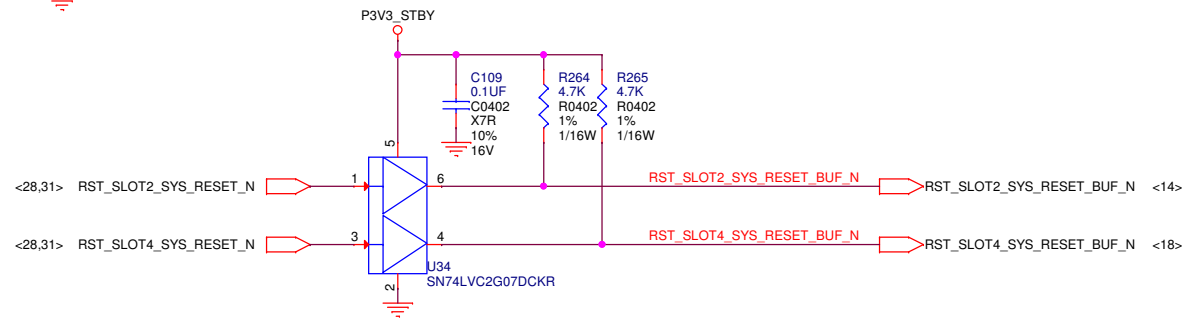 P3V3_STBY
C109
0.1UF
C0402
X7R
10%
16V
R264
4.7K
R0402
1%
1/16W
R265
4.7K
R0402
1%
1/16W
5
<28,31> RST_SLOT2_SYS_RESET_N 1 6 RST_SLOT2_SYS_RESET_BUF_N RST_SLOT2_SYS_RESET_BUF_N <14>
<28,31> RST_SLOT4_SYS_RESET_N 3 4 RST_SLOT4_SYS_RESET_BUF_N RST_SLOT4_SYS_RESET_BUF_N <18>
U34
SN74LVC2G07DCKR
2